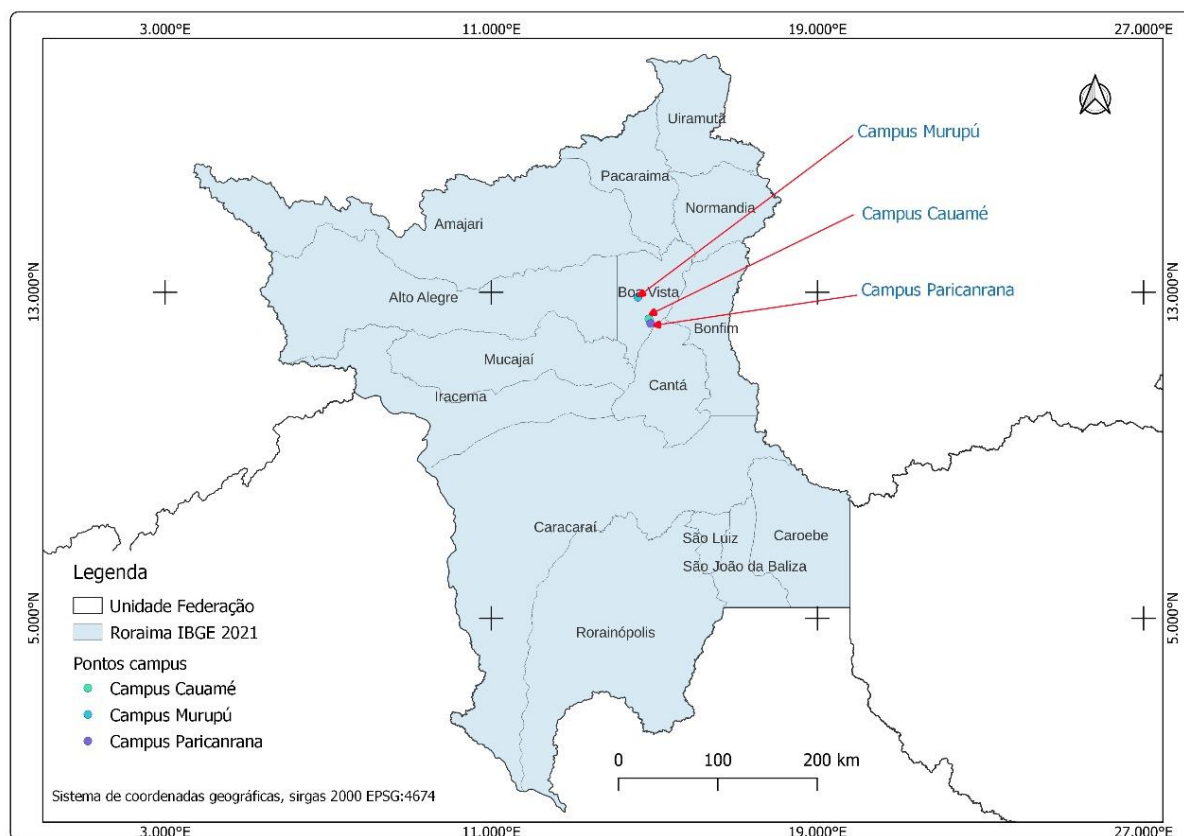 3.000°E 11.000°E 19.000°E 27.000°E
Uiramutã
Campus Murupú
Pacaraima
Normandia
Campus Cauamé
Amajari
13.000°N
13.000°N
Alto Alegre
Boa Vista
Campus Paricanrana
Bonfim
Mucajaí
Cantá
Iracema
Caracaraí
São Luiz
Caroebe
São João da Baliza
5.000°N
5.000°N
Rorainópolis
Legenda
Unidade Federação
Roraima IBGE 2021
Pontos campus
Campus Cauamé
Campus Murupú
Campus Paricanrana
0 100 200 km
Sistema de coordenadas geográficas, sirgas 2000 EPSG:4674
3.000°E 11.000°E 19.000°E 27.000°E